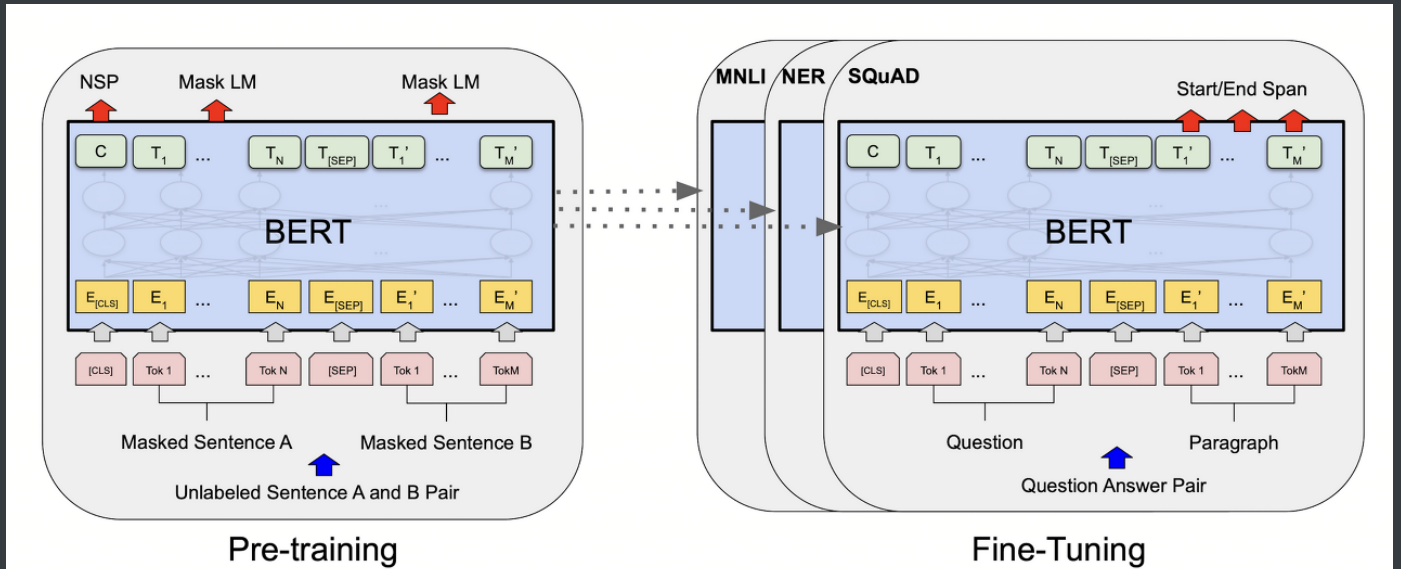 NSP Mask LM Mask LM
C T1 ... TN T[SEP] T1' ... TM'
...
BERT
...
E[CLS] E1 ... EN E[SEP] E1' ... EM'
[CLS] Tok 1 ... Tok N [SEP] Tok 1 ... TokM
Masked Sentence A Masked Sentence B
Unlabeled Sentence A and B Pair
Pre-training
MNLI NER SQuAD
Start/End Span
C T1 ... TN T[SEP] T1' ... TM'
...
BERT
...
E[CLS] E1 ... EN E[SEP] E1' ... EM'
[CLS] Tok 1 ... Tok N [SEP] Tok 1 ... TokM
Question Paragraph
Question Answer Pair
Fine-Tuning